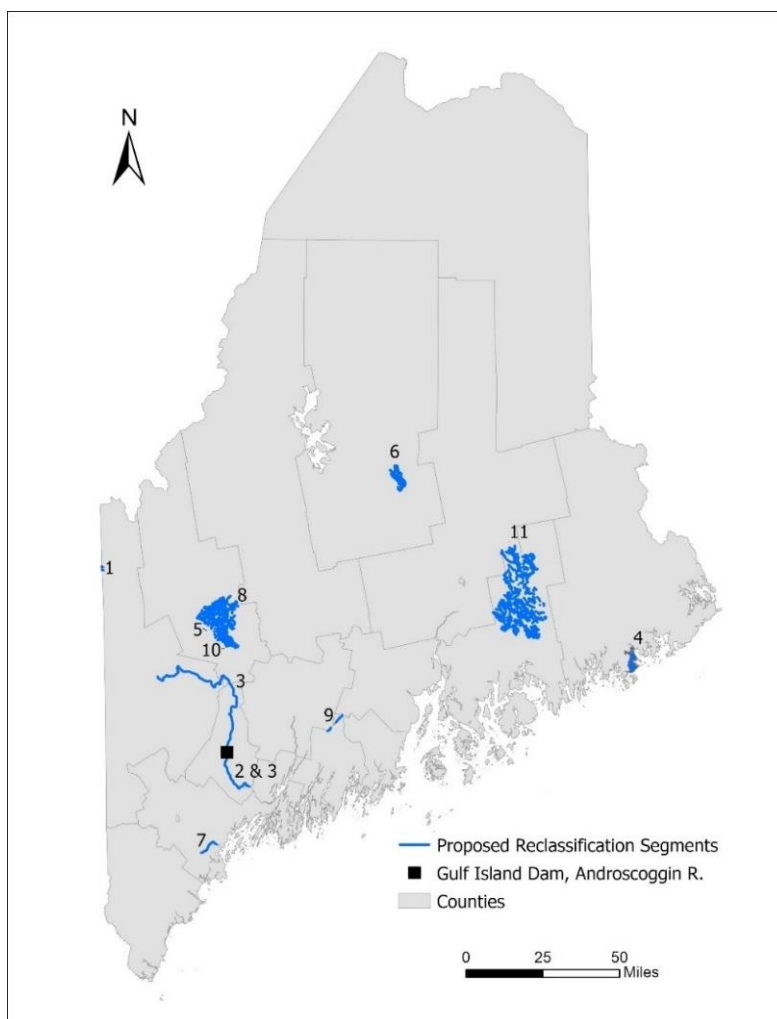 N
6
11
1
8
5
10
4
3
9
2 & 3
7
Proposed Reclassification Segments
Gulf Island Dam, Androscoggin R.
Counties
0 25 50
Miles